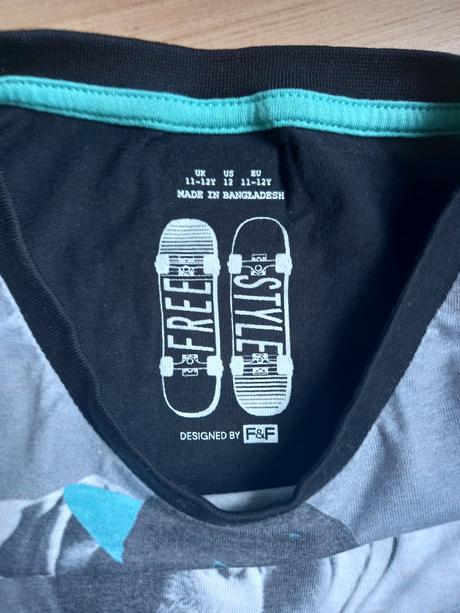 UK US EU
11-12Y 12 11-12Y
MADE IN BANGLADESH
FREE
STYLE
DESIGNED BY F&F